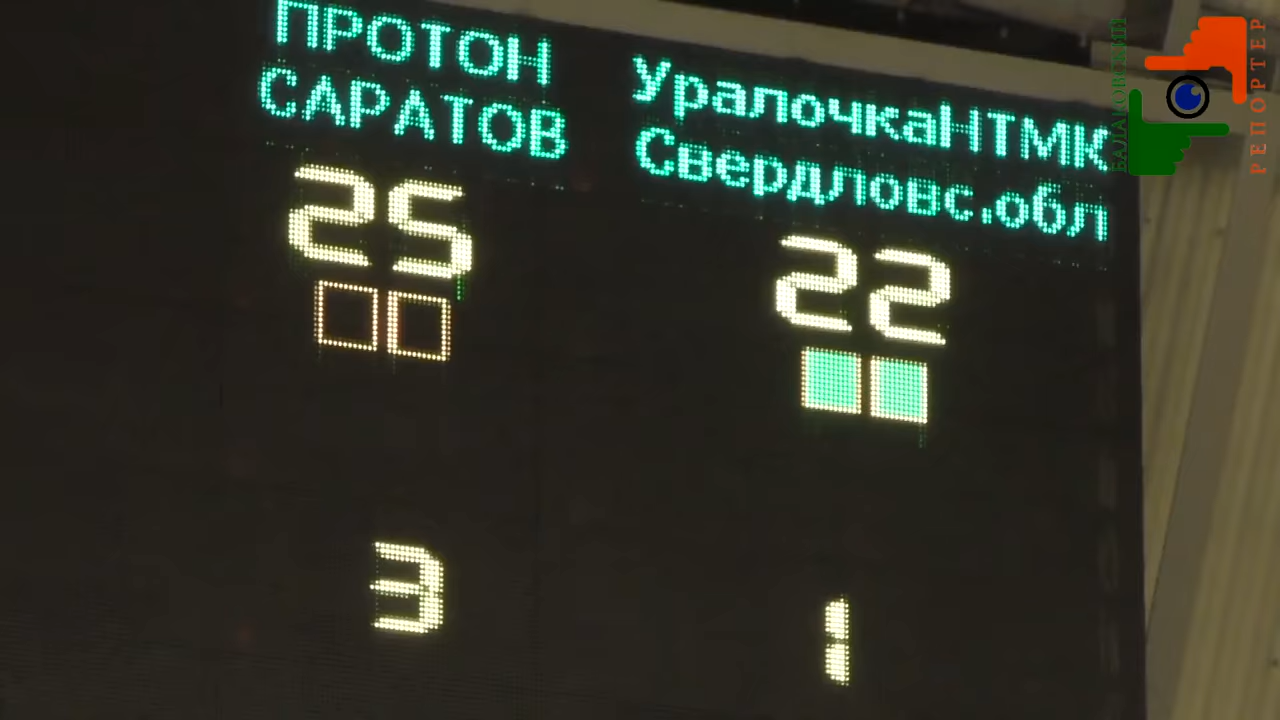 ПРОТОН
САРАТОВ
УралочкаНТМК
Свердловс.обл
25
22
3
1
БАЛАКОВСКИЙ
РЕПОРТЕР